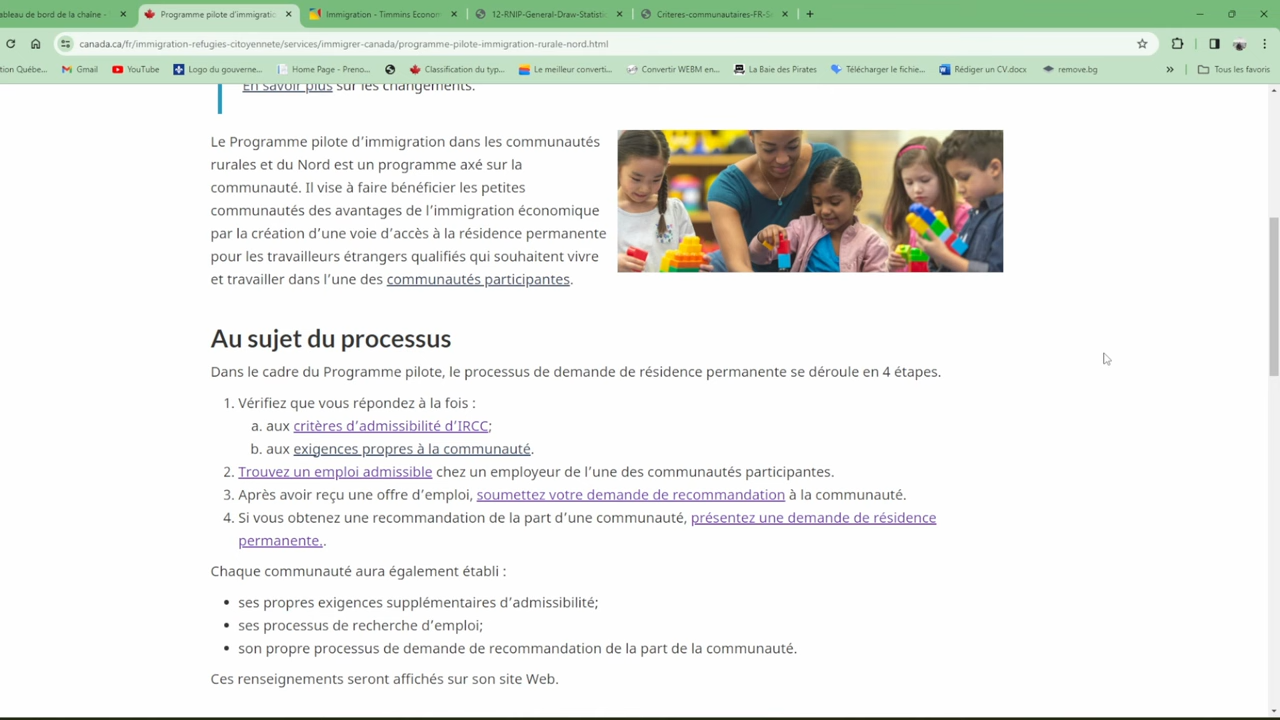 ableau de bord de la chaîne -
Programme pilote d'immigratio
Immigration - Timmins Econom
12-RNIP-General-Draw-Statisti
Criteres-communautaires-FR-S
canada.ca/fr/immigration-refugies-citoyennete/services/immigrer-canada/programme-pilote-immigration-rurale-nord.html
tion Québe...
Gmail
YouTube
Logo du gouverne...
Home Page - Preno...
Classification du typ...
Le meilleur converti...
Convertir WEBM en...
La Baie des Pirates
Télécharger le fichie...
Rédiger un CV.docx
remove.bg
»
Tous les favoris
En savoir plus sur les changements.
Le Programme pilote d'immigration dans les communautés
rurales et du Nord est un programme axé sur la
communauté. Il vise à faire bénéficier les petites
communautés des avantages de l'immigration économique
par la création d'une voie d'accès à la résidence permanente
pour les travailleurs étrangers qualifiés qui souhaitent vivre
et travailler dans l'une des communautés participantes.
Au sujet du processus
Dans le cadre du Programme pilote, le processus de demande de résidence permanente se déroule en 4 étapes.
1. Vérifiez que vous répondez à la fois :
a. aux critères d'admissibilité d'IRCC;
b. aux exigences propres à la communauté.
2. Trouvez un emploi admissible chez un employeur de l'une des communautés participantes.
3. Après avoir reçu une offre d'emploi, soumettez votre demande de recommandation à la communauté.
4. Si vous obtenez une recommandation de la part d'une communauté, présentez une demande de résidence
permanente..
Chaque communauté aura également établi :
• ses propres exigences supplémentaires d'admissibilité;
• ses processus de recherche d'emploi;
• son propre processus de demande de recommandation de la part de la communauté.
Ces renseignements seront affichés sur son site Web.